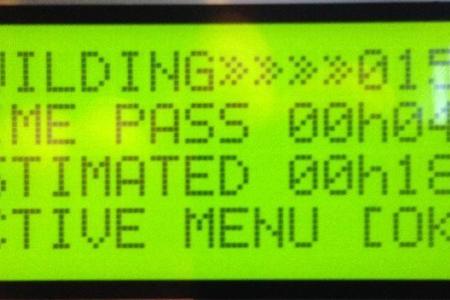 UILDING»»»»015
ME PASS 00h04
STIMATED 00h18
CTIVE MENU [OK